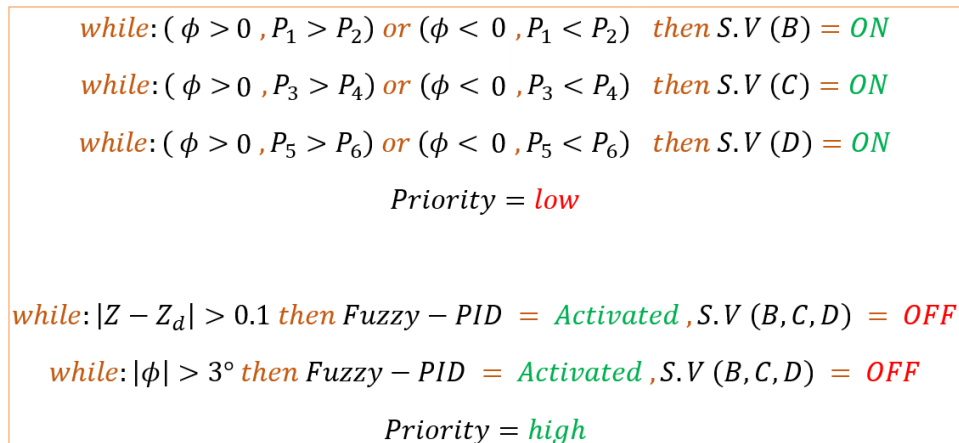 while: ( ϕ > 0 , P₁ > P₂) or (ϕ < 0 , P₁ < P₂) then S.V (B) = ON
while: ( ϕ > 0 , P₃ > P₄) or (ϕ < 0 , P₃ < P₄) then S.V (C) = ON
while: ( ϕ > 0 , P₅ > P₆) or (ϕ < 0 , P₅ < P₆) then S.V (D) = ON
Priority = low
while: |Z − Z_d| > 0.1 then Fuzzy − PID = Activated , S.V (B, C, D) = OFF
while: |ϕ| > 3° then Fuzzy − PID = Activated , S.V (B, C, D) = OFF
Priority = high